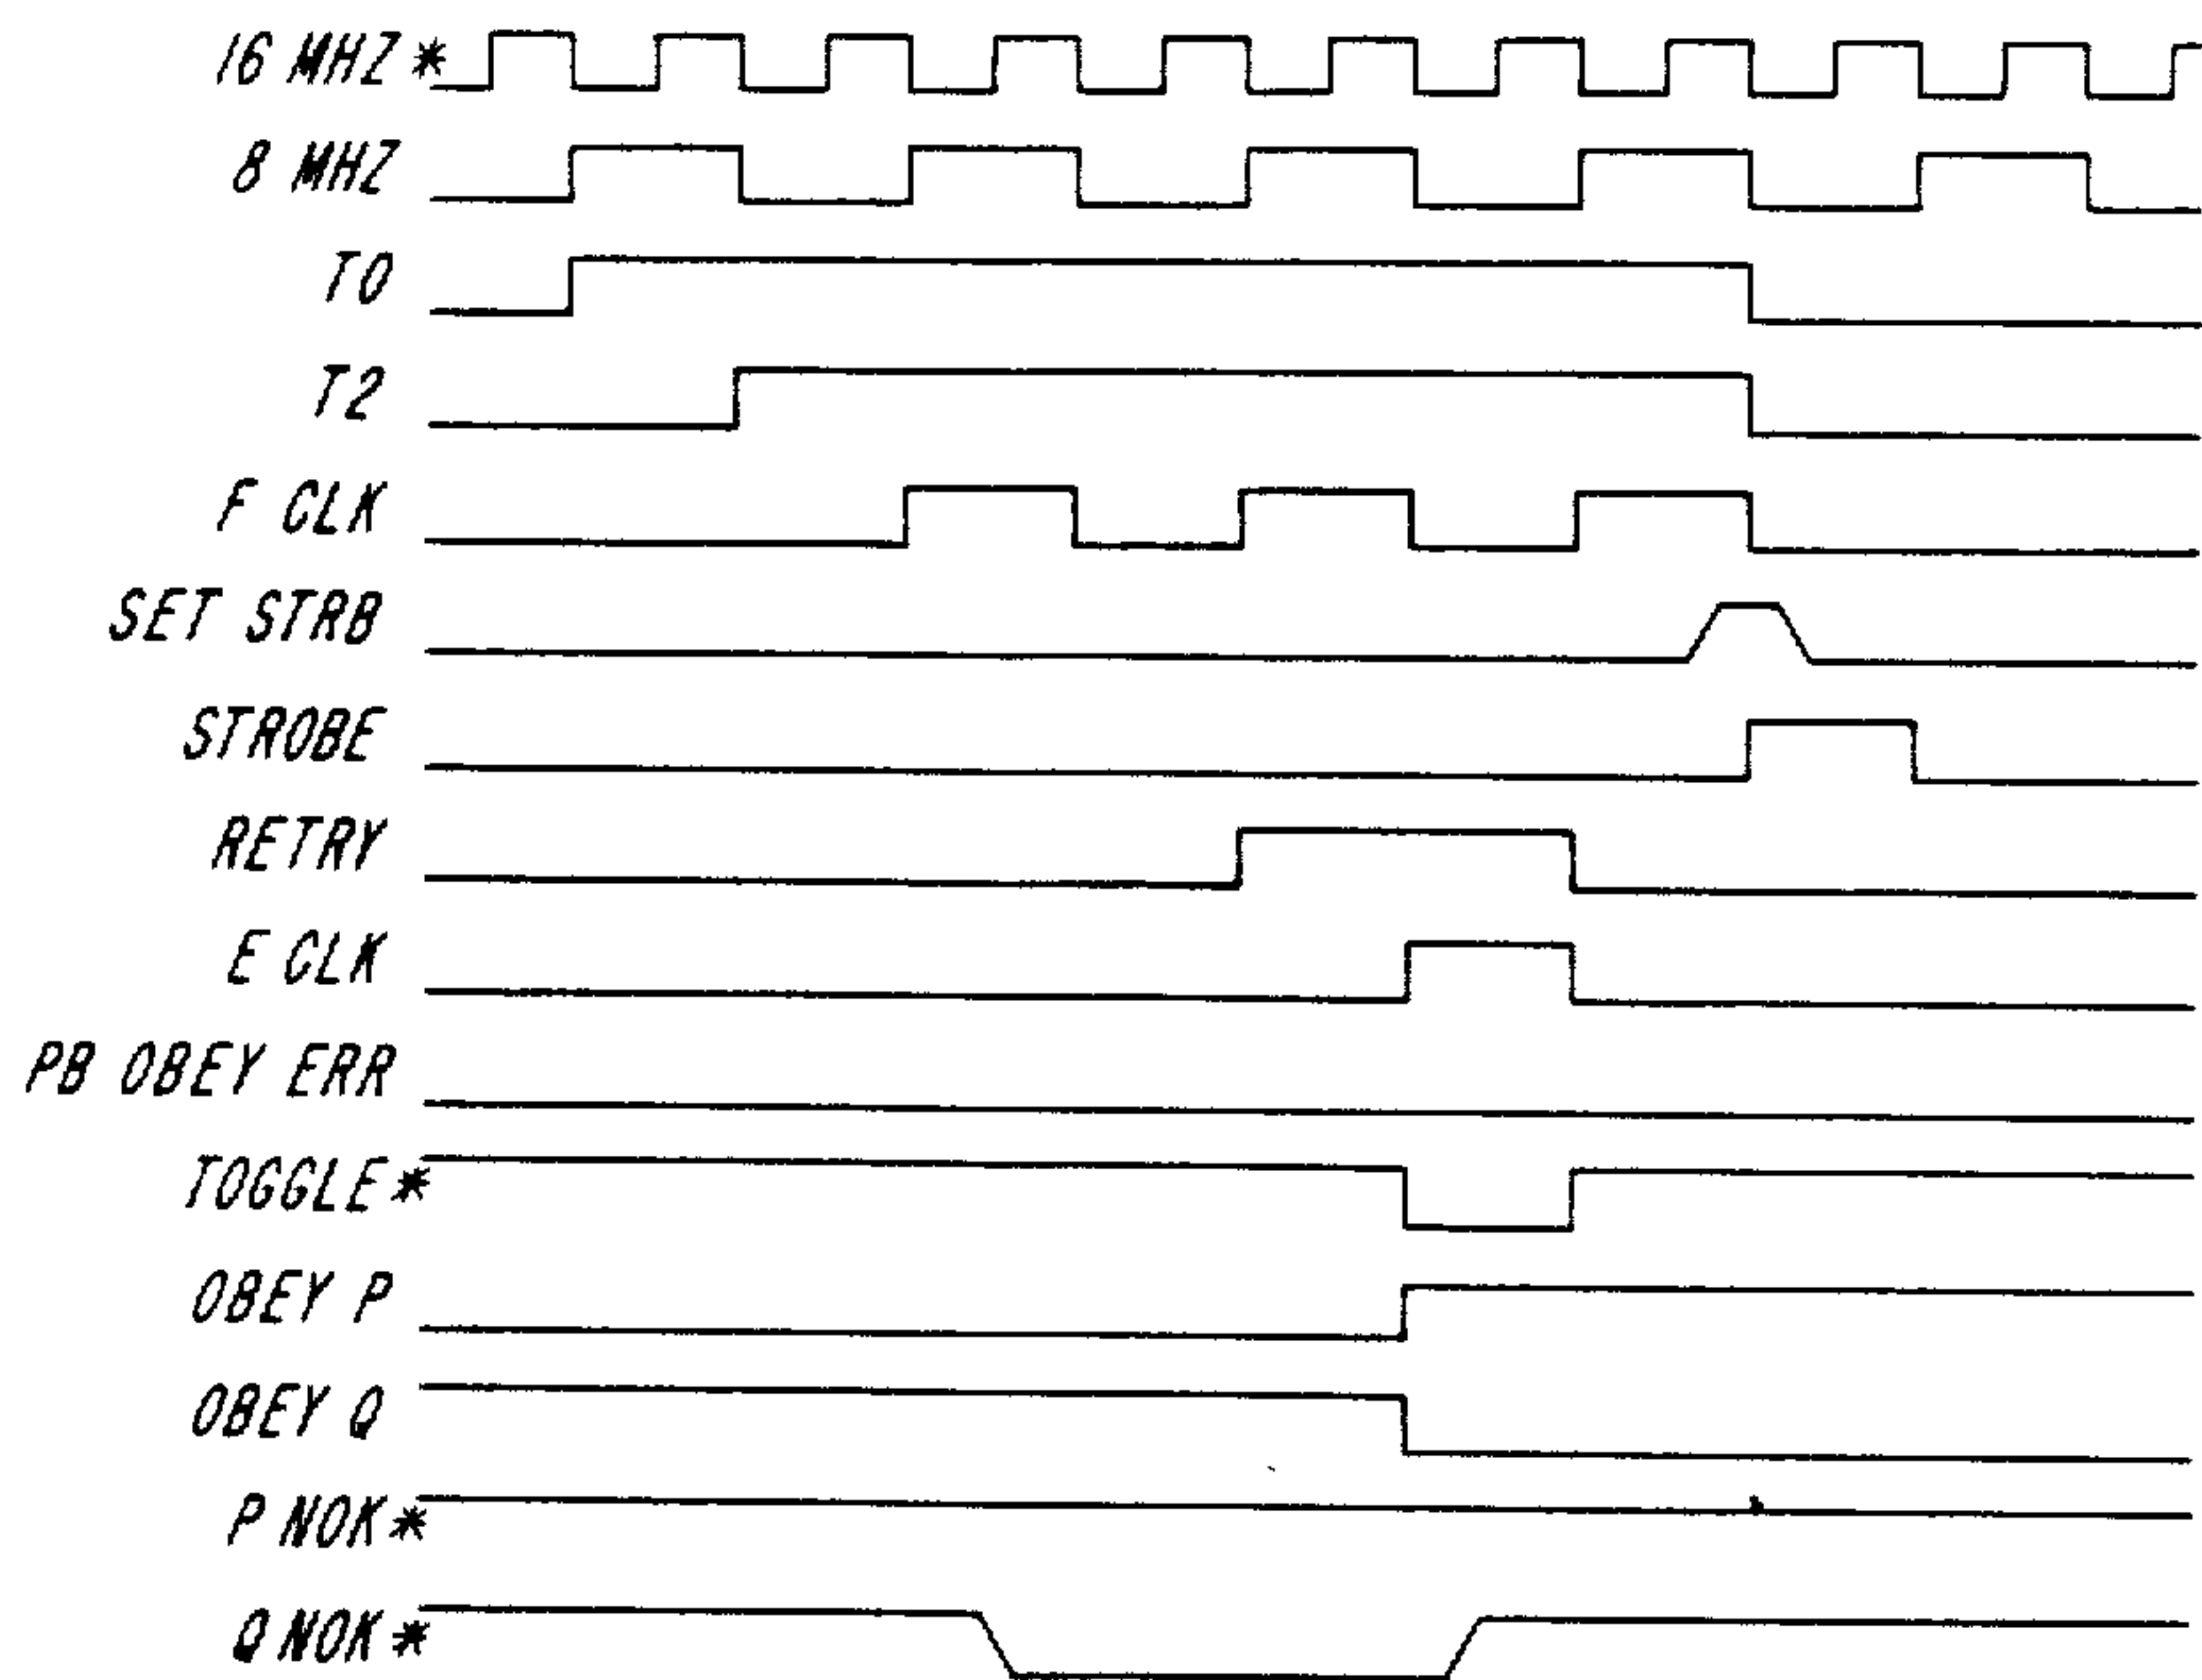 16 MHZ*
8 MHZ
T0
T2
F CLK
SET STRB
STROBE
RETRY
E CLK
PB OBEY ERR
TOGGLE*
OBEY P
OBEY Q
P NOK*
Q NOK*